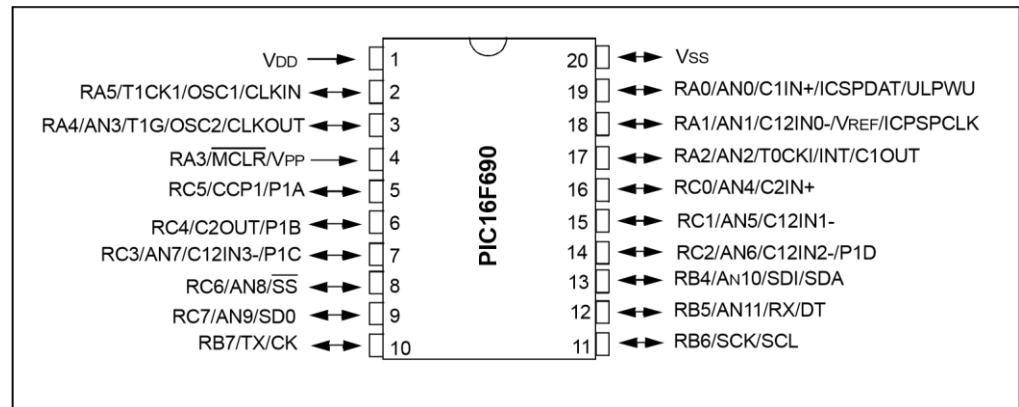 VDD 1 20 VSS
RA5/T1CK1/OSC1/CLKIN 2 19 RA0/AN0/C1IN+/ICSPDAT/ULPWU
RA4/AN3/T1G/OSC2/CLKOUT 3 18 RA1/AN1/C12IN0-/VREF/ICPSPCLK
RA3/MCLR/VPP 4 17 RA2/AN2/T0CKI/INT/C1OUT
RC5/CCP1/P1A 5 16 RC0/AN4/C2IN+
RC4/C2OUT/P1B 6 15 RC1/AN5/C12IN1-
RC3/AN7/C12IN3-/P1C 7 14 RC2/AN6/C12IN2-/P1D
RC6/AN8/SS 8 13 RB4/AN10/SDI/SDA
RC7/AN9/SD0 9 12 RB5/AN11/RX/DT
RB7/TX/CK 10 11 RB6/SCK/SCL
PIC16F690